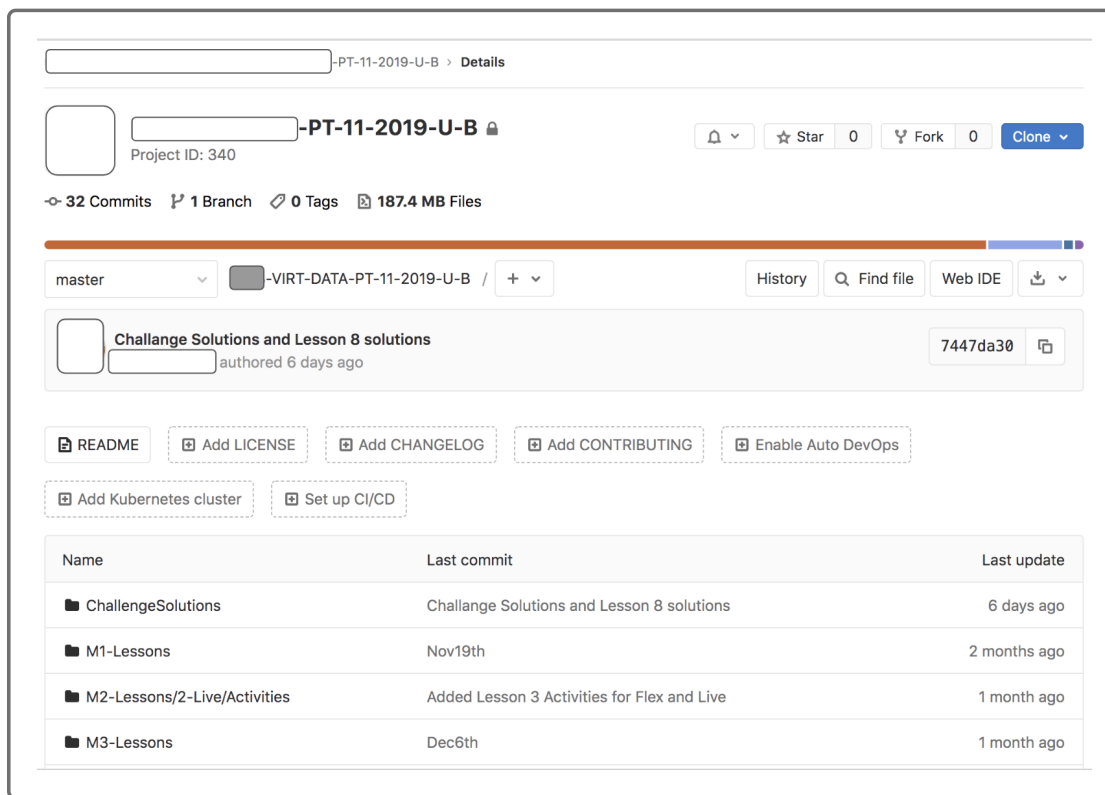 -PT-11-2019-U-B > Details
-PT-11-2019-U-B
Project ID: 340
Star 0 Fork 0 Clone
32 Commits 1 Branch 0 Tags 187.4 MB Files
master -VIRT-DATA-PT-11-2019-U-B / + History Find file Web IDE
Challange Solutions and Lesson 8 solutions
authored 6 days ago
7447da30
README Add LICENSE Add CHANGELOG Add CONTRIBUTING Enable Auto DevOps
Add Kubernetes cluster Set up CI/CD
Name Last commit Last update
ChallengeSolutions Challange Solutions and Lesson 8 solutions 6 days ago
M1-Lessons Nov19th 2 months ago
M2-Lessons/2-Live/Activities Added Lesson 3 Activities for Flex and Live 1 month ago
M3-Lessons Dec6th 1 month ago